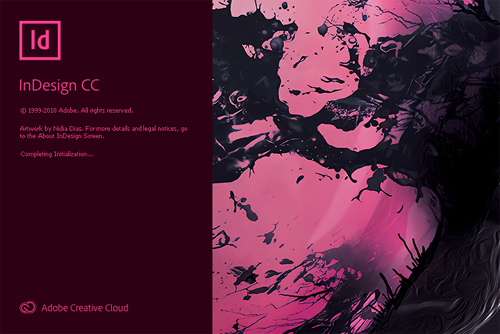 Id
InDesign CC
© 1999-2018 Adobe. All rights reserved.
Artwork by Nidia Dias. For more details and legal notices, go
to the About InDesign Screen.
Completing Initialization...
Adobe Creative Cloud